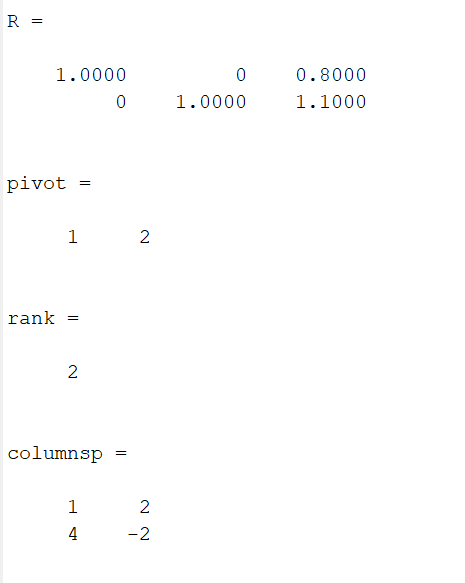 R =
1.0000 0 0.8000
0 1.0000 1.1000
pivot =
1 2
rank =
2
columnsp =
1 2
4 -2